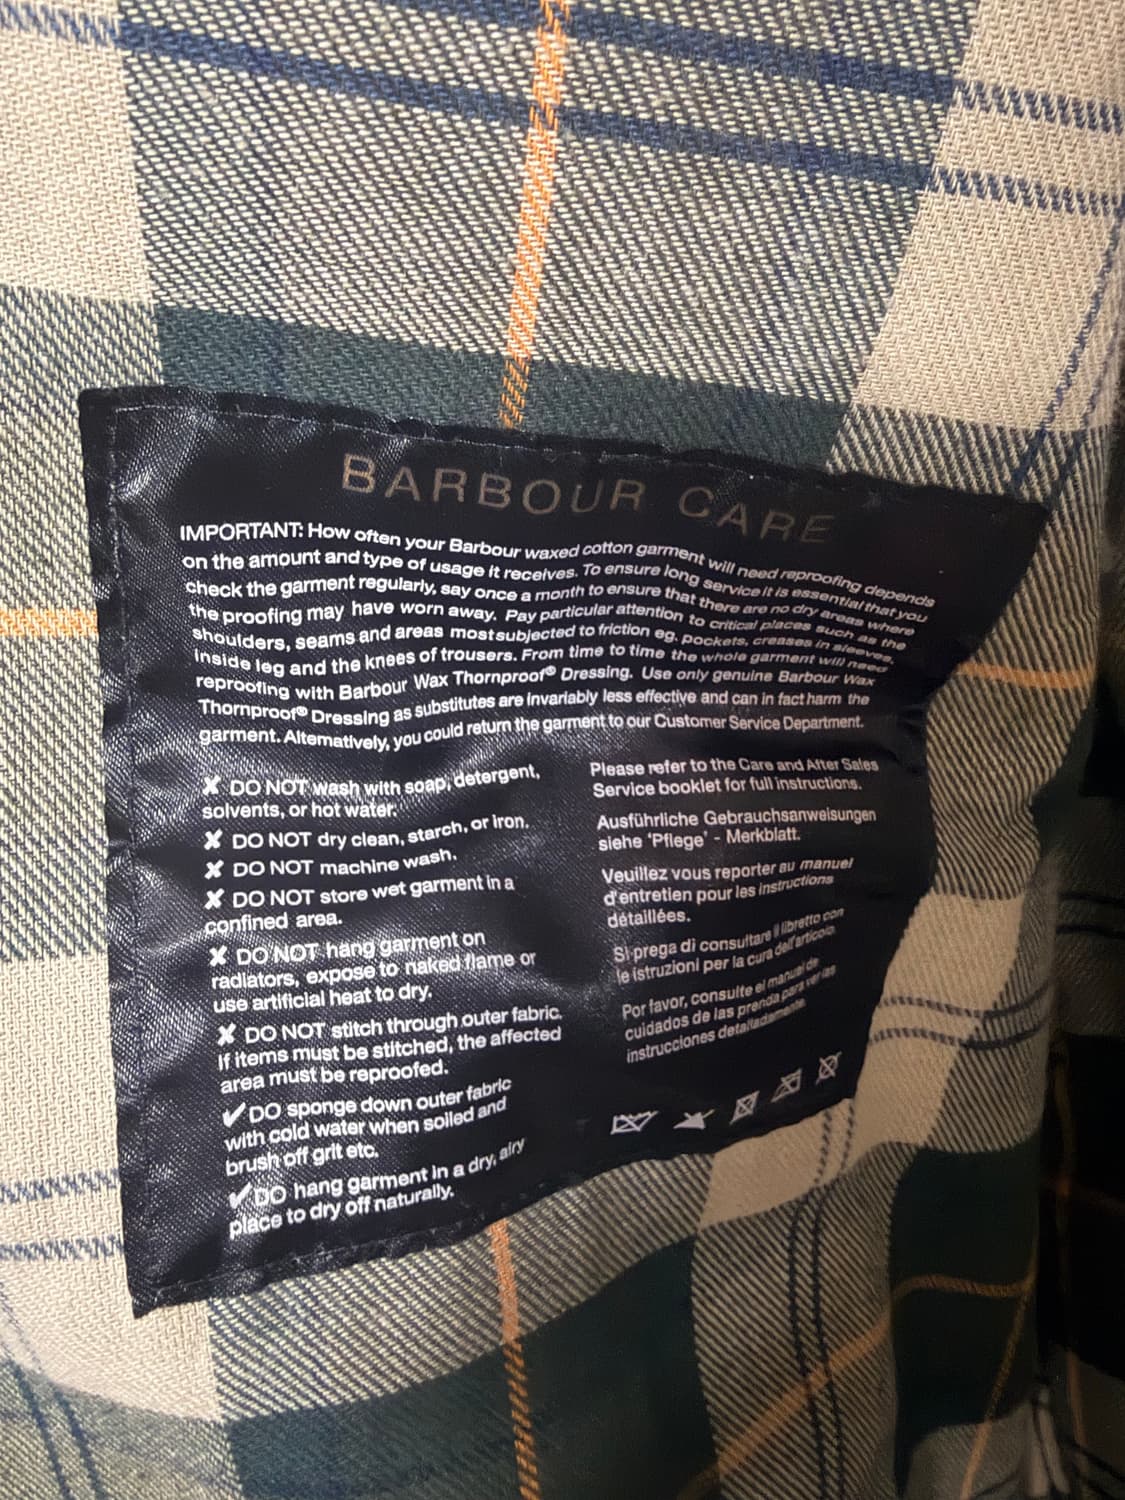 BARBOUR CARE
IMPORTANT: How often your Barbour waxed cotton garment will need reproofing depends
on the amount and type of usage it receives. To ensure long service it is essential that you
check the garment regularly, say once a month to ensure that there are no dry areas where
the proofing may have worn away. Pay particular attention to critical places such as the
shoulders, seams and areas most subjected to friction eg. pockets, creases in sleeves,
inside leg and the knees of trousers. From time to time the whole garment will need
reproofing with Barbour Wax Thornproof® Dressing. Use only genuine Barbour Wax
Thornproof® Dressing as substitutes are invariably less effective and can in fact harm the
garment. Alternatively, you could return the garment to our Customer Service Department.
✘ DO NOT wash with soap, detergent,
solvents, or hot water.
✘ DO NOT dry clean, starch, or iron.
✘ DO NOT machine wash.
✘ DO NOT store wet garment in a
confined area.
✘ DO NOT hang garment on
radiators, expose to naked flame or
use artificial heat to dry.
✘ DO NOT stitch through outer fabric.
If items must be stitched, the affected
area must be reproofed.
✔ DO sponge down outer fabric
with cold water when soiled and
brush off grit etc.
✔ DO hang garment in a dry, airy
place to dry off naturally.
Please refer to the Care and After Sales
Service booklet for full instructions.
Ausführliche Gebrauchsanweisungen
siehe 'Pflege' - Merkblatt.
Veuillez vous reporter au manuel
d'entretien pour les instructions
détaillées.
Si prega di consultare il libretto con
le istruzioni per la cura dell'articolo.
Por favor, consulte el manual de
cuidados de las prenda para ver las
instrucciones detalladamente.